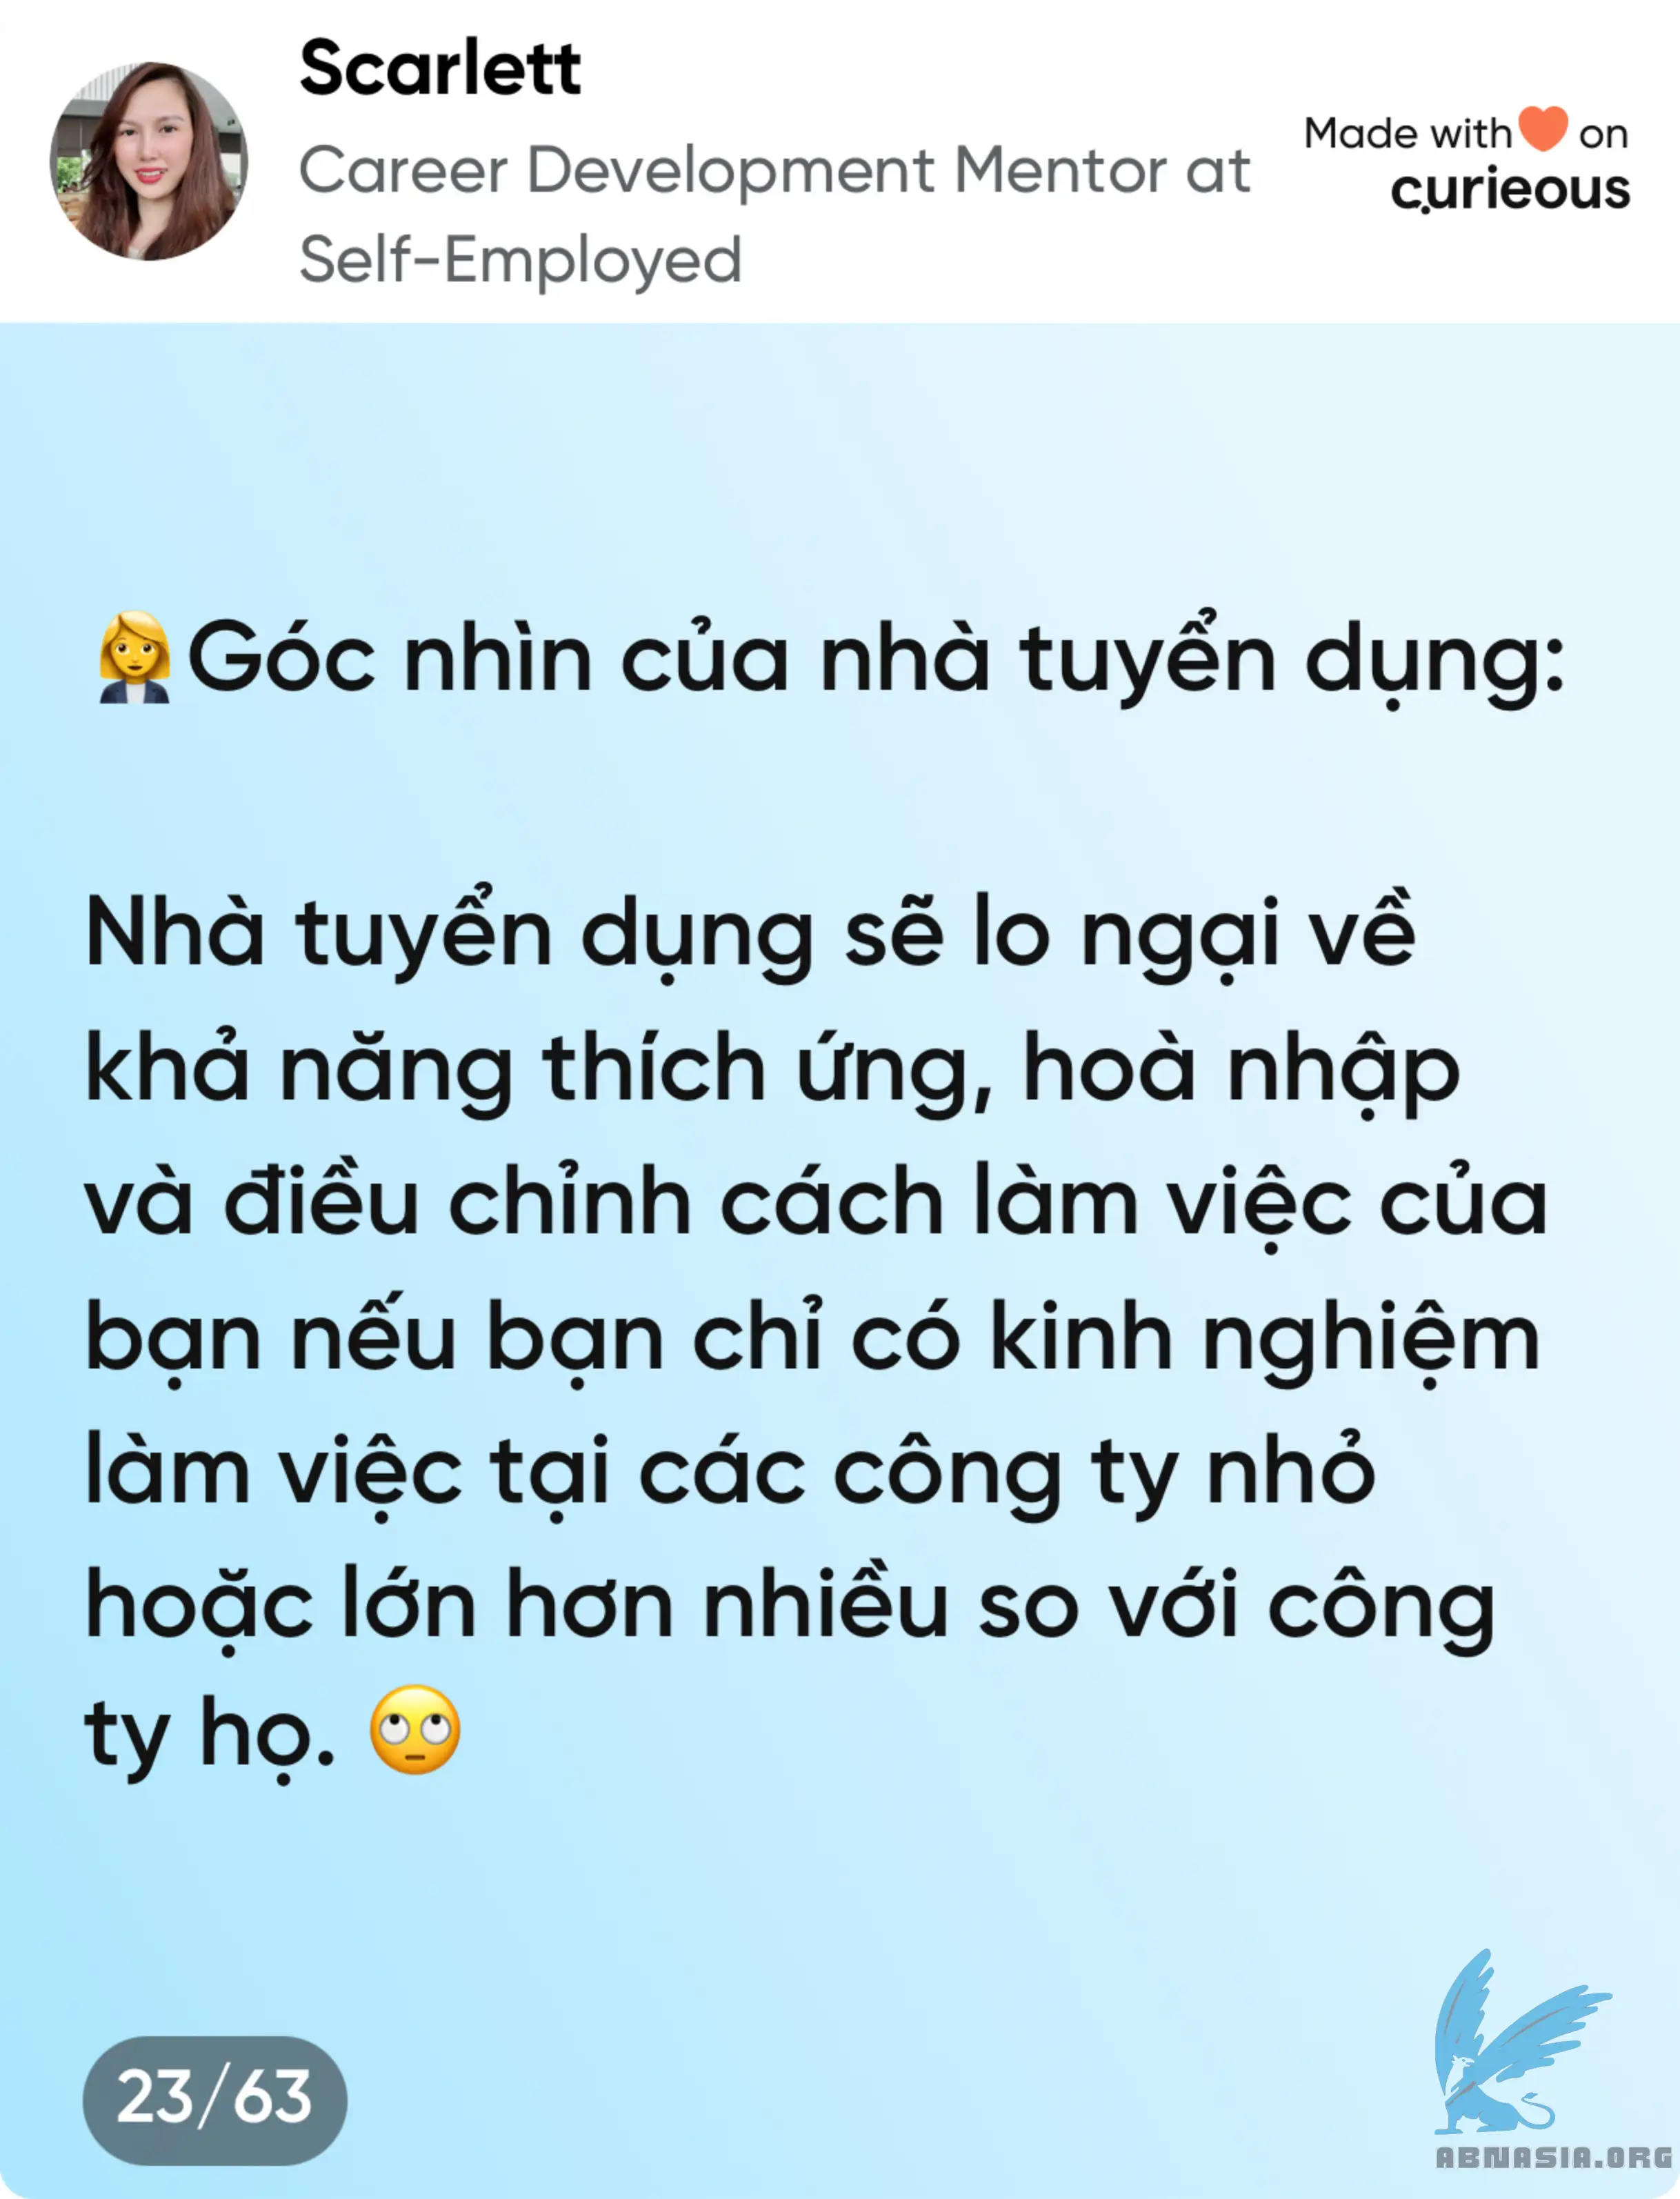 Scarlett
Career Development Mentor at
Self-Employed
Made with❤️on
curieous
👩‍💼Góc nhìn của nhà tuyển dụng:
Nhà tuyển dụng sẽ lo ngại về
khả năng thích ứng, hoà nhập
và điều chỉnh cách làm việc của
bạn nếu bạn chỉ có kinh nghiệm
làm việc tại các công ty nhỏ
hoặc lớn hơn nhiều so với công
ty họ. 🙄
23/63
ABNASIA.ORG